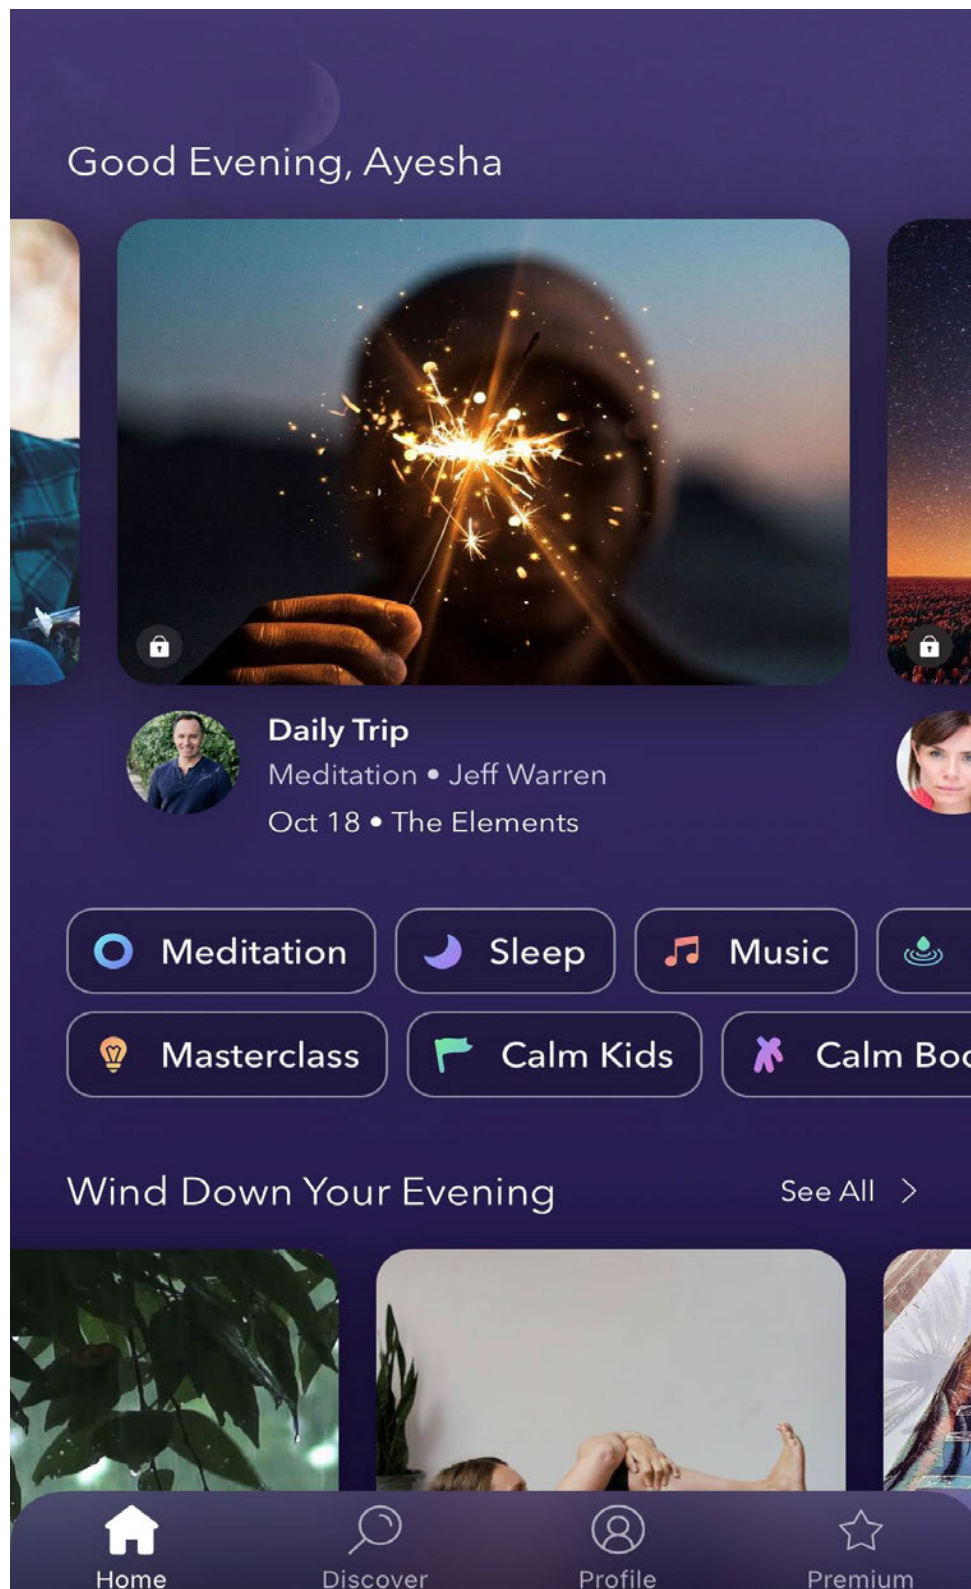 Good Evening, Ayesha
Daily Trip
Meditation • Jeff Warren
Oct 18 • The Elements
Meditation
Sleep
Music
Masterclass
Calm Kids
Calm
Wind Down Your Evening
See All >
Home
Discover
Profile
Premium